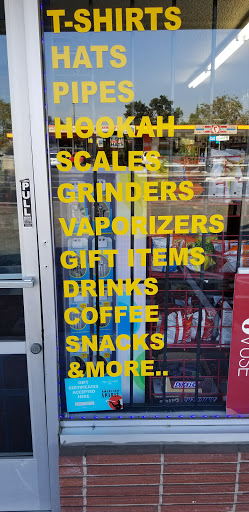 T-SHIRTS
HATS
PIPES
HOOKAH
SCALES
GRINDERS
VAPORIZERS
GIFT ITEMS
DRINKS
COFFEE
SNACKS
&MORE..
PULL
VUSE